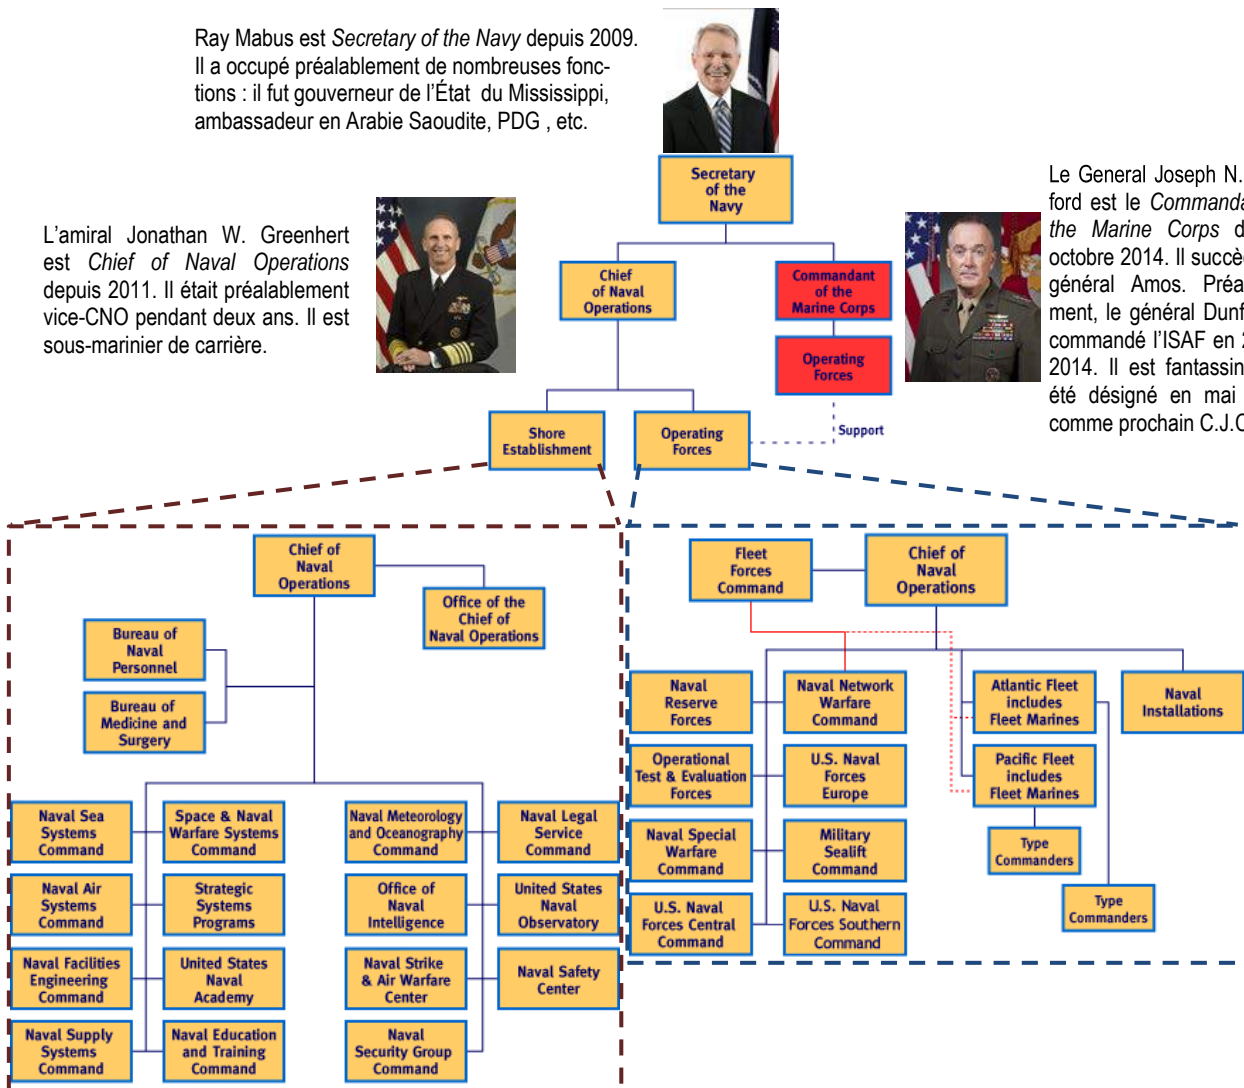 Ray Mabus est Secretary of the Navy depuis 2009.
Il a occupé préalablement de nombreuses fonc-
tions : il fut gouverneur de l’État du Mississippi,
ambassadeur en Arabie Saoudite, PDG , etc.
Secretary
of the
Navy
L’amiral Jonathan W. Greenhert
est Chief of Naval Operations
depuis 2011. Il était préalablement
vice-CNO pendant deux ans. Il est
sous-marinier de carrière.
Le General Joseph N.
ford est le
the Marine Corps
octobre 2014. Il
général Amos.
ment, le général
commandé l’ISAF en
2014. Il est fantassin
été désigné en mai
comme prochain
Chief
of Naval
Operations
Commandant
of the
Marine Corps
Operating
Forces
Shore
Establishment
Operating
Forces
Support
Chief of
Naval
Operations
Office of the
Chief of
Naval Operations
Bureau of
Naval
Personnel
Bureau of
Medicine and
Surgery
Naval Sea
Systems
Command
Space & Naval
Warfare Systems
Command
Naval Meteorology
and Oceanography
Command
Naval Legal
Service
Command
Naval Air
Systems
Command
Strategic
Systems
Programs
Office of
Naval
Intelligence
United States
Naval
Observatory
Naval Facilities
Engineering
Command
United States
Naval
Academy
Naval Strike
& Air Warfare
Center
Naval Safety
Center
Naval Supply
Systems
Command
Naval Education
and Training
Command
Naval
Security Group
Command
Fleet
Forces
Command
Chief of
Naval
Operations
Naval
Reserve
Forces
Naval Network
Warfare
Command
Atlantic Fleet
includes
Fleet Marines
Naval
Installations
Operational
Test & Evaluation
Forces
U.S. Naval
Forces
Europe
Pacific Fleet
includes
Fleet Marines
Naval Special
Warfare
Command
Military
Sealift
Command
Type
Commanders
U.S. Naval
Forces Central
Command
U.S. Naval
Forces Southern
Command
Type
Commanders